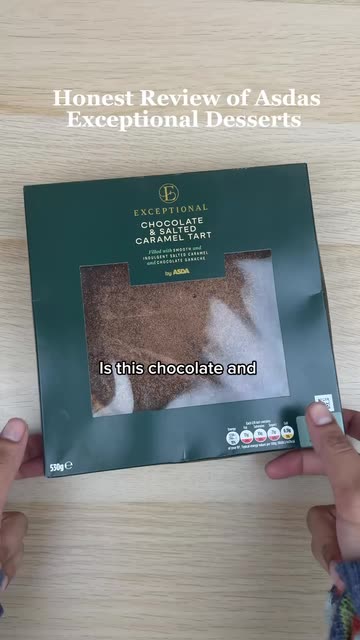 Honest Review of Asdas
Exceptional Desserts
E
EXCEPTIONAL
CHOCOLATE
& SALTED
CARAMEL TART
Filled with SMOOTH and
INDULGENT SALTED CARAMEL
and CHOCOLATE GANACHE
by ASDA
Is this chocolate and
530g℮